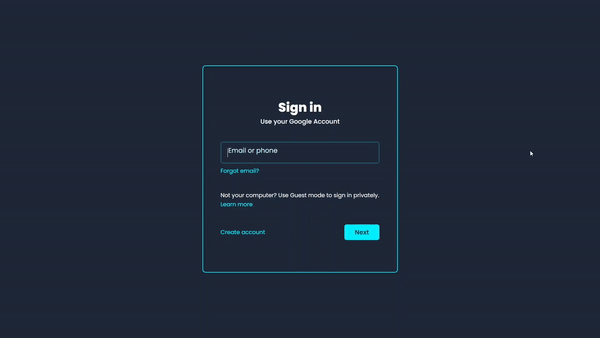 Sign in
Use your Google Account
Email or phone
Forgot email?
Not your computer? Use Guest mode to sign in privately.
Learn more
Create account
Next